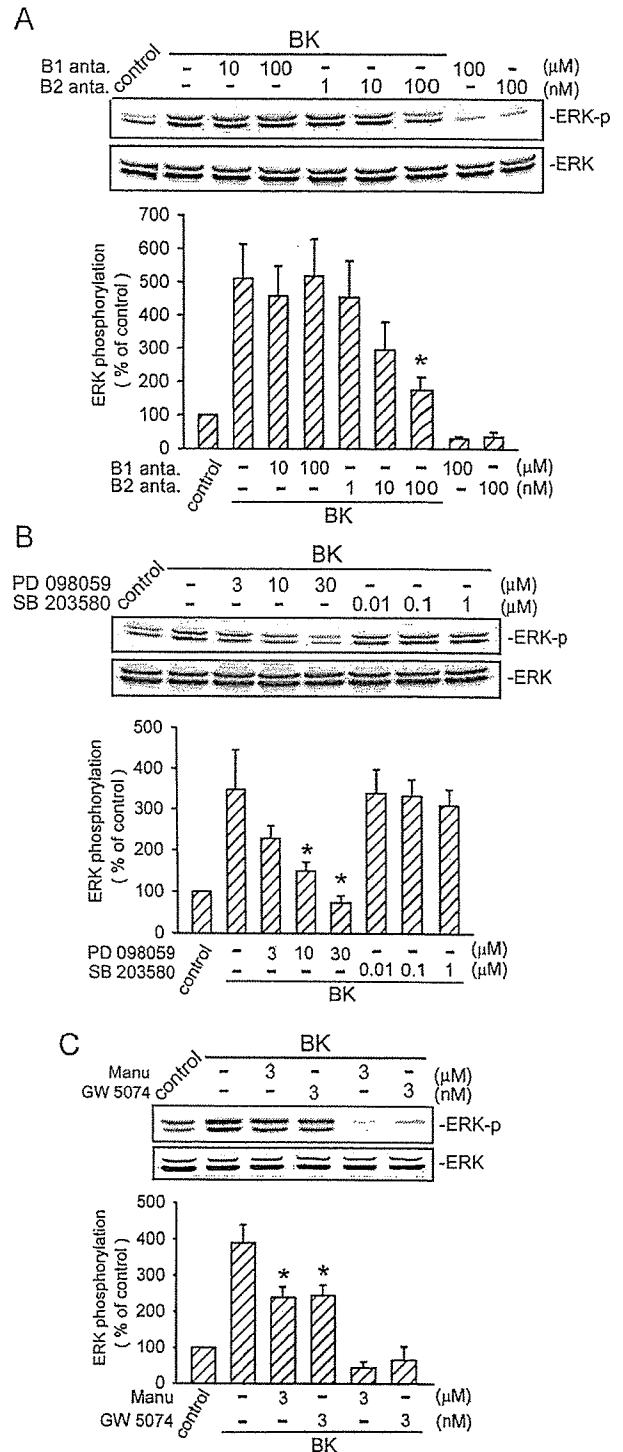 A
BK
control
B1 anta. – 10 100 – – – 100 – (μM)
B2 anta. – – – 1 10 100 – 100 (nM)
-ERK-p
-ERK
700
600
500
400
300
200
100
0
ERK phosphorylation
( % of control )
*
control
B1 anta. – 10 100 – – – 100 – (μM)
B2 anta. – – – 1 10 100 – 100 (nM)
BK
B
BK
control
PD 098059 – 3 10 30 – – – (μM)
SB 203580 – – – – 0.01 0.1 1 (μM)
-ERK-p
-ERK
500
400
300
200
100
0
ERK phosphorylation
( % of control )
* *
control
PD 098059 – 3 10 30 – – – (μM)
SB 203580 – – – – 0.01 0.1 1 (μM)
BK
C
BK
control
Manu – 3 – 3 – (μM)
GW 5074 – – 3 – 3 (nM)
-ERK-p
-ERK
500
400
300
200
100
0
ERK phosphorylation
( % of control )
* *
control
Manu – 3 – 3 – (μM)
GW 5074 – – 3 – 3 (nM)
BK